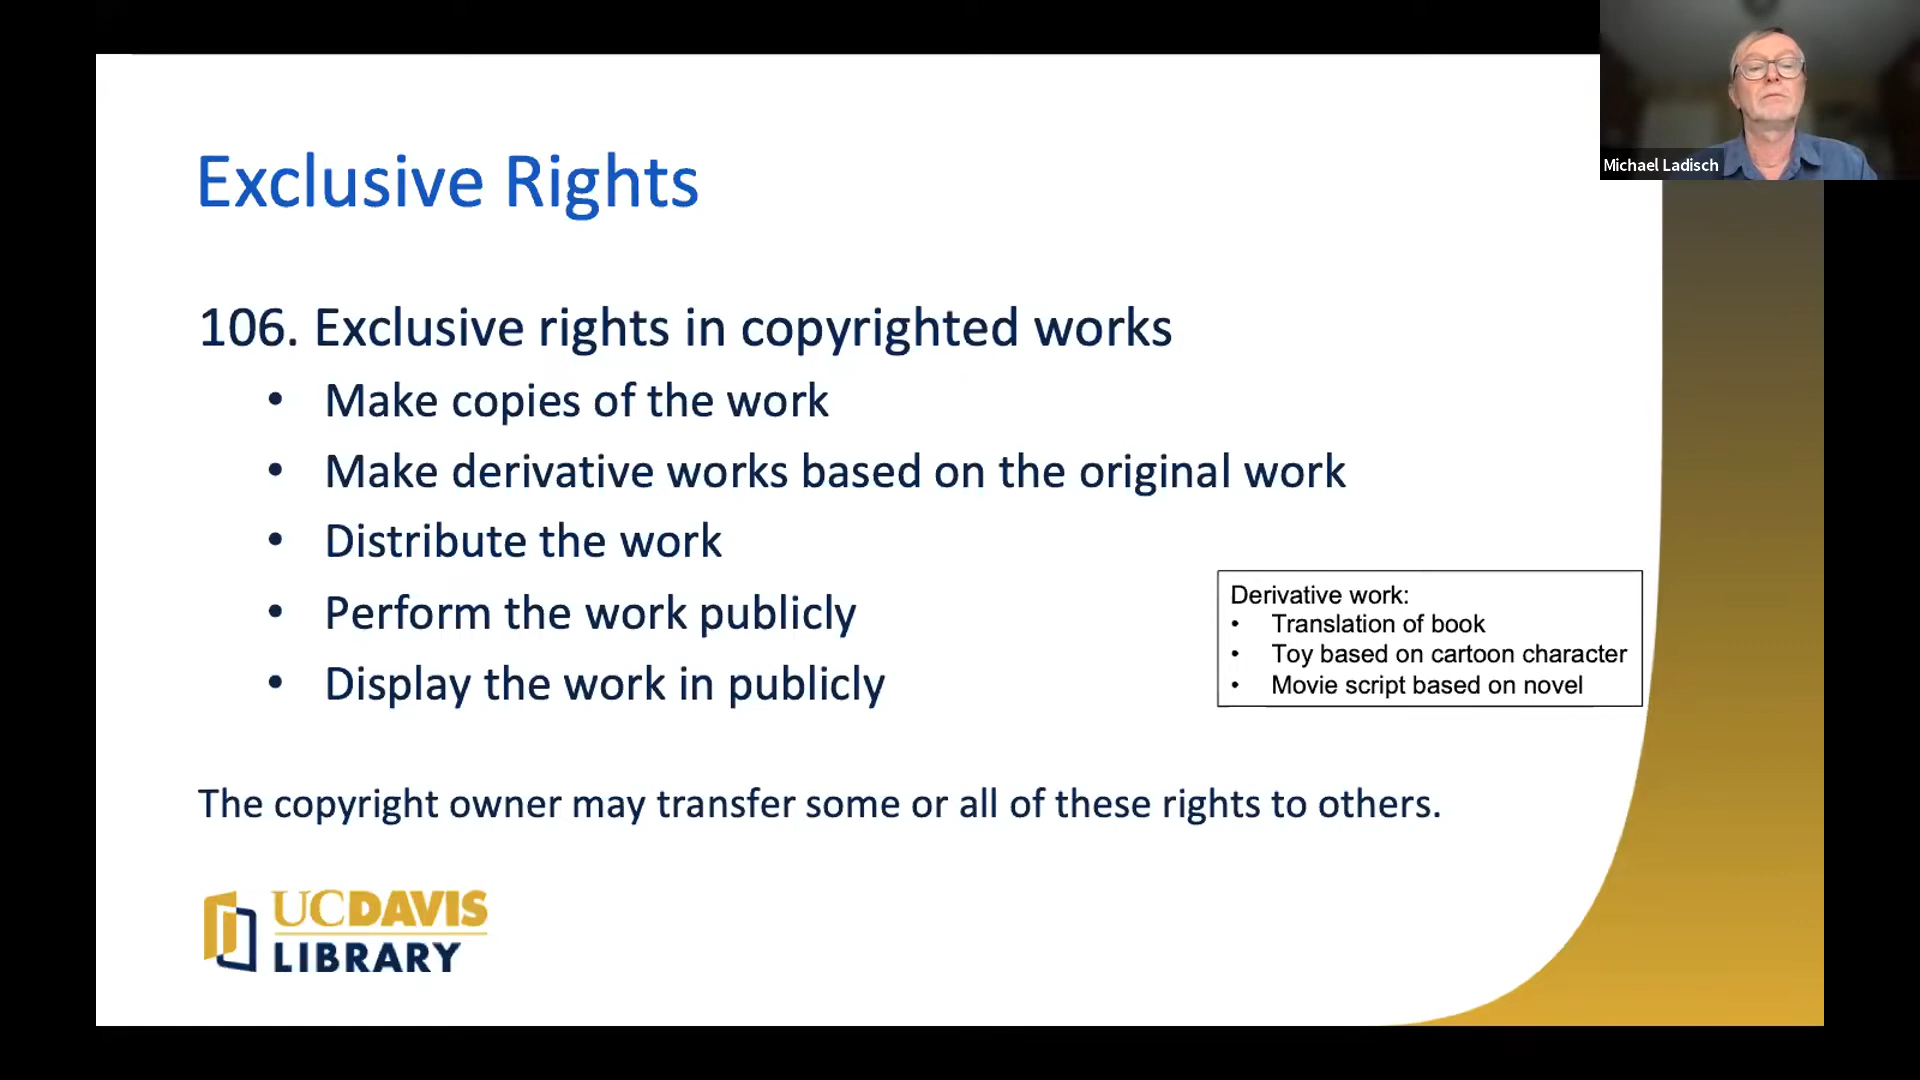 Michael Ladisch
Exclusive Rights
106. Exclusive rights in copyrighted works
• Make copies of the work
• Make derivative works based on the original work
• Distribute the work
• Perform the work publicly
• Display the work in publicly
Derivative work:
• Translation of book
• Toy based on cartoon character
• Movie script based on novel
The copyright owner may transfer some or all of these rights to others.
UCDAVIS
LIBRARY